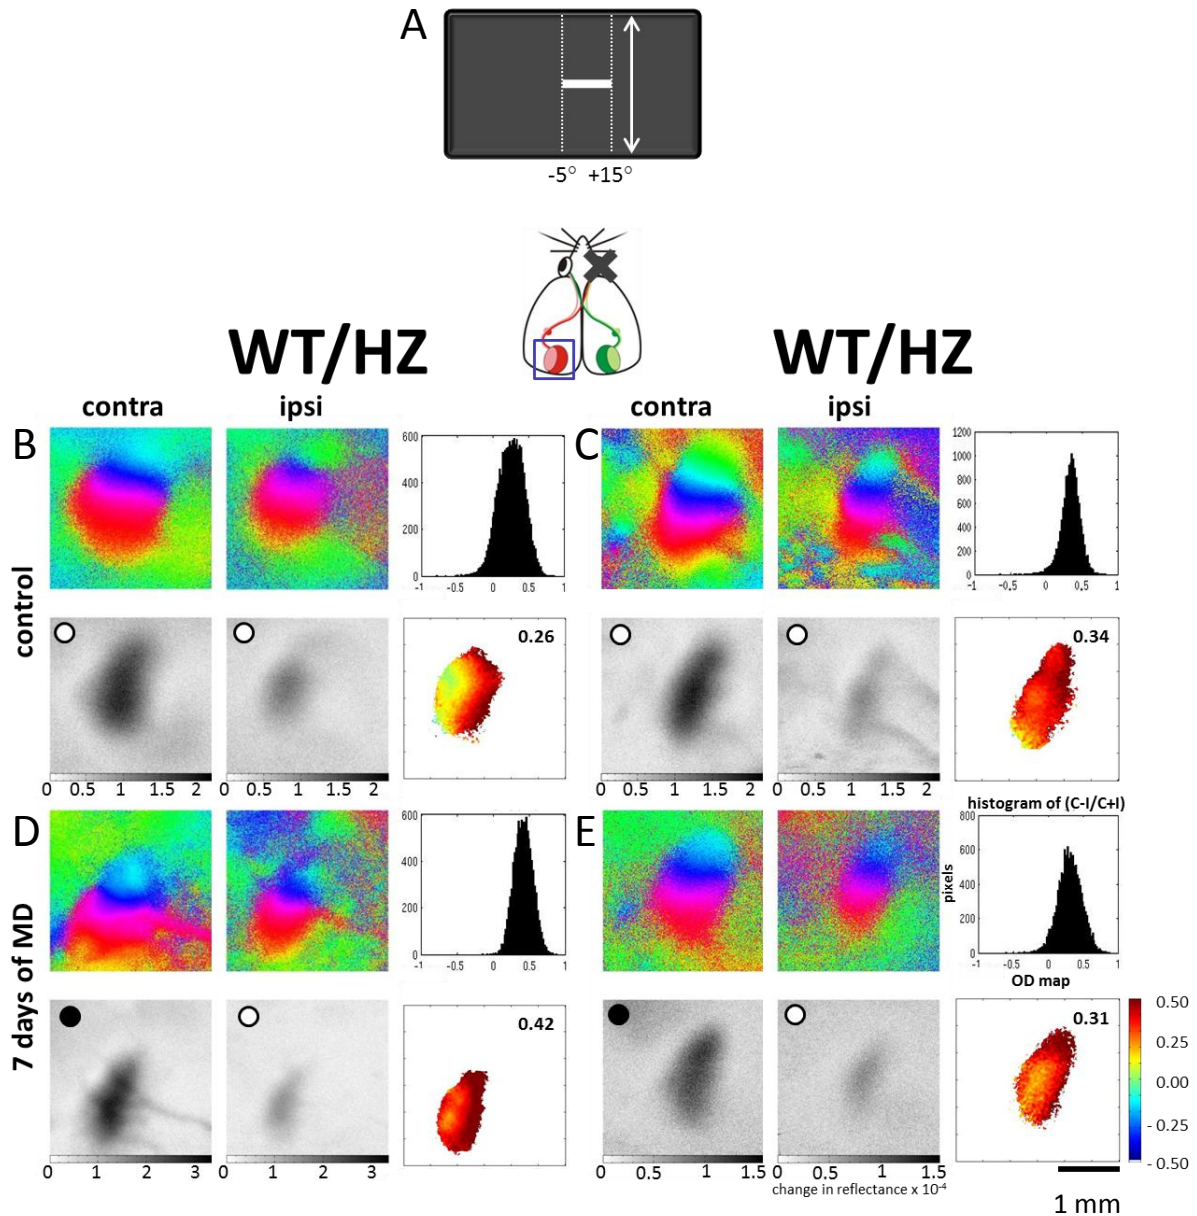 A
-5° +15°
WT/HZ WT/HZ
contra ipsi contra ipsi
B C
600
400
200
0
-1 -0.5 0 0.5 1
1200
1000
800
600
400
200
0
-1 -0.5 0 0.5 1
control
0.26
0.34
0 0.5 1 1.5 2
0 0.5 1 1.5 2
0 0.5 1 1.5 2
0 0.5 1 1.5 2
D E
histogram of (C-I/C+I)
600
400
200
0
-1 -0.5 0 0.5 1
pixels
800
600
400
200
0
-1 -0.5 0 0.5 1
OD map
7 days of MD
0.42
0.31
0.50
0.25
0.00
- 0.25
- 0.50
0 1 2 3
0 1 2 3
0 0.5 1 1.5
0 0.5 1 1.5
change in reflectance x 10⁻⁴
1 mm